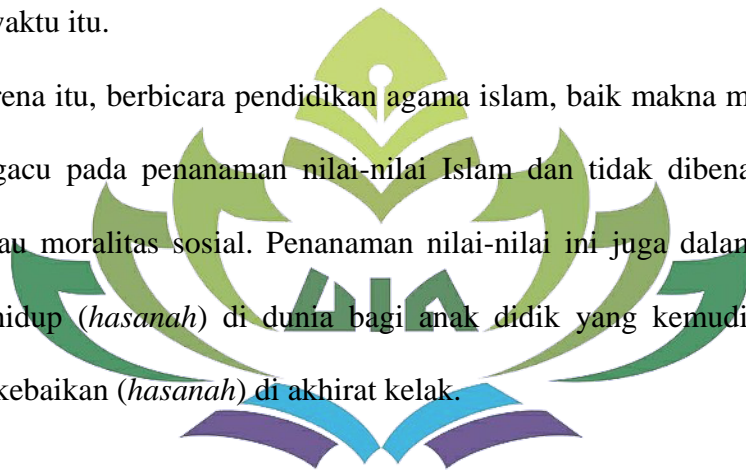 waktu itu.
rena itu, berbicara pendidikan agama islam, baik makna m
gacu pada penanaman nilai-nilai Islam dan tidak dibena
au moralitas sosial. Penanaman nilai-nilai ini juga dalam
hidup (hasanah) di dunia bagi anak didik yang kemudi
kebaikan (hasanah) di akhirat kelak.